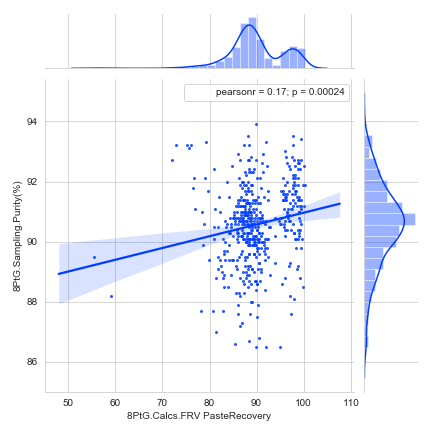 pearsonr = 0.17; p = 0.00024
94
92
90
88
86
8PtG.Sampling.Purity(%)
50 60 70 80 90 100 110
8PtG.Calcs.FRV PasteRecovery